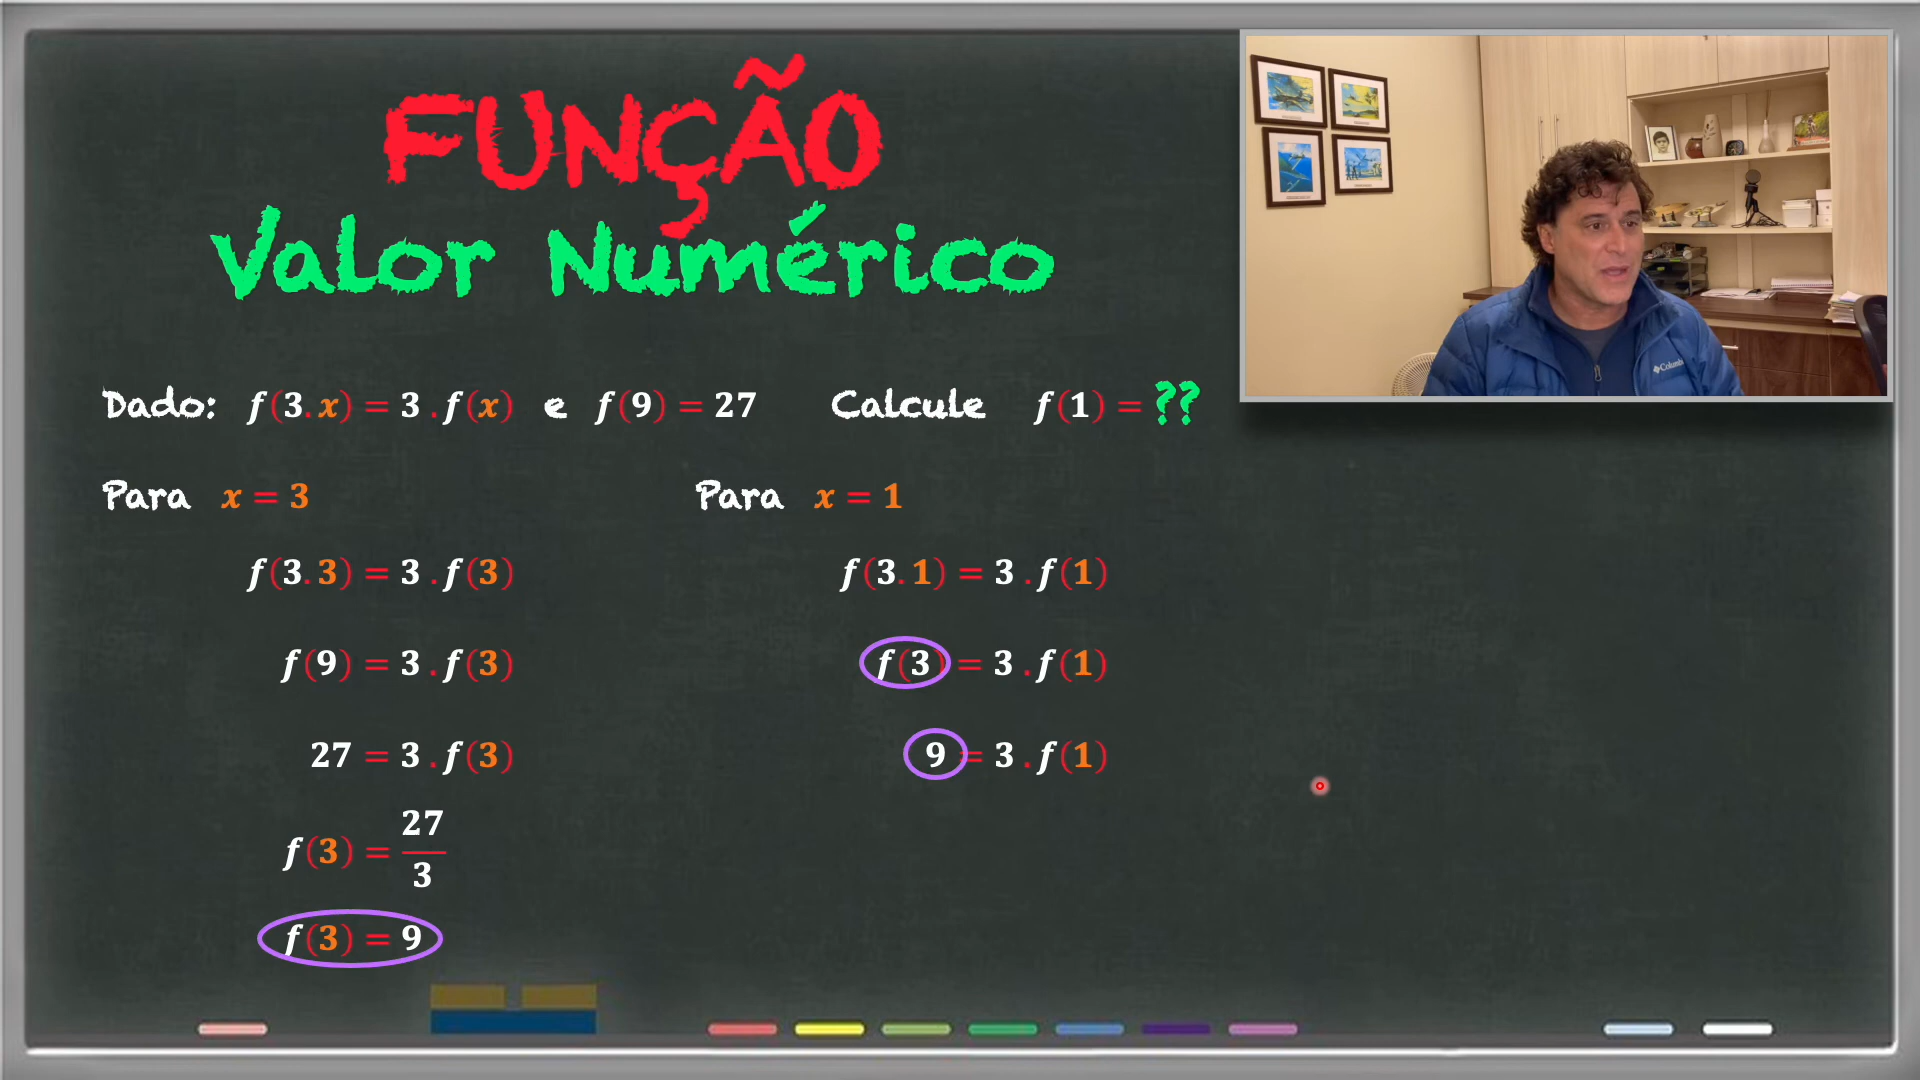 FUNÇÃO
Valor Numérico
Dado: f(3.x) = 3.f(x) e f(9) = 27 Calcule f(1) = ??
Para x = 3
f(3.3) = 3.f(3)
f(9) = 3.f(3)
27 = 3.f(3)
f(3) = 27/3
f(3) = 9
Para x = 1
f(3.1) = 3.f(1)
f(3) = 3.f(1)
9 = 3.f(1)
Columbia